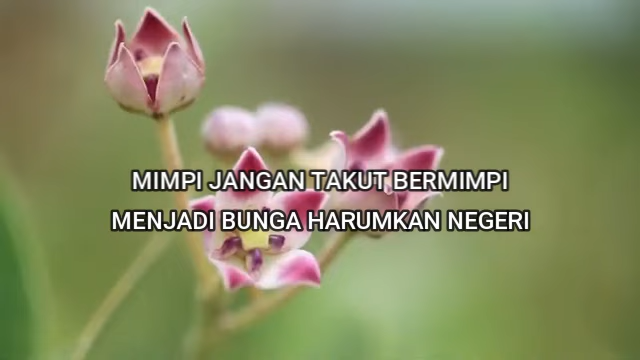 MIMPI JANGAN TAKUT BERMIMPI
MENJADI BUNGA HARUMKAN NEGERI